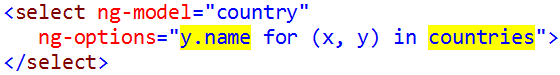 <select ng-model="country"
ng-options="y.name for (x, y) in countries">
</select>